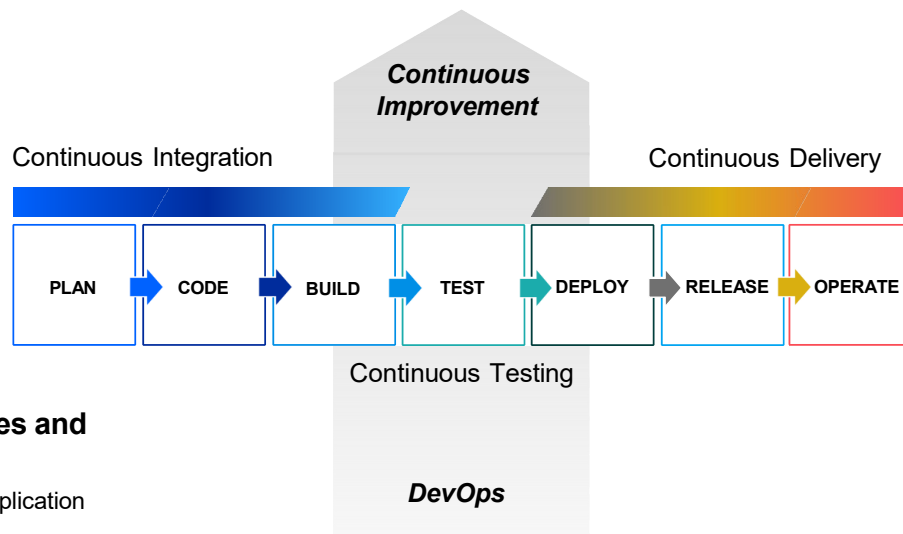 Continuous
Improvement
Continuous Integration
Continuous Delivery
PLAN
CODE
BUILD
TEST
DEPLOY
RELEASE
OPERATE
Continuous Testing
es and
plication
DevOps